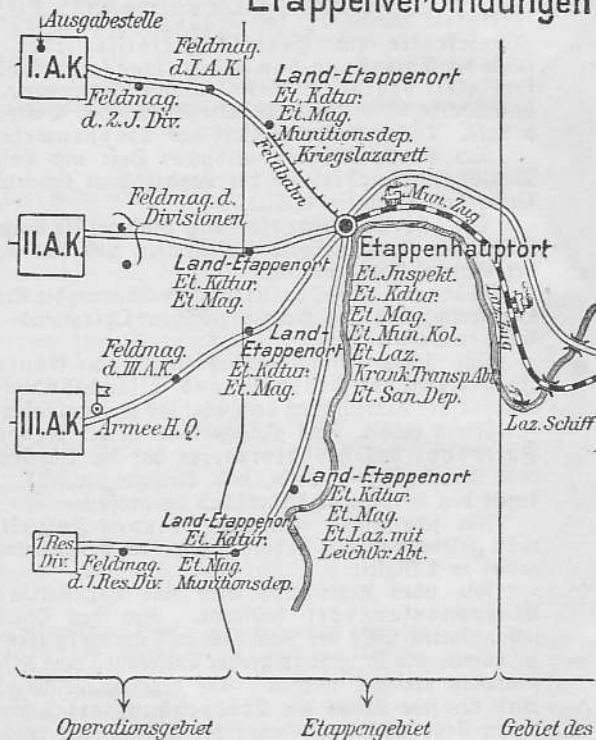 Etappenverbindungen
Ausgabestelle
I.A.K.
Feldmag.
d.I.A.K.
Feldmag.
d. 2. J. Div.
Land-Etappenort
Et. Kdtur.
Et. Mag.
Munitionsdep.
Kriegslazarett
Feldbahn
Mun. Zug
Feldmag. d.
Divisionen
II.A.K.
Land-Etappenort
Et. Kdtur.
Et. Mag.
Etappenhauptort
Et. Inspekt.
Et. Kdtur.
Et. Mag.
Et. Mun. Kol.
Et. Laz.
Krank.Transp.Abt.
Et. San. Dep.
Laz. Zug
Laz. Schiff
Land-
Etappenort
Et. Kdtur.
Et. Mag.
Feldmag.
d. III. A.K.
III.A.K
Armee H.Q.
Land-Etappenort
Et. Kdtur.
Et. Mag.
Et. Laz. mit
Leichtkr. Abt.
1. Res
Div.
Feldmag.
d. 1. Res. Div.
Land-Etappenort
Et. Kdtur.
Et. Mag.
Munitionsdep.
Operationsgebiet
Etappengebiet
Gebiet des